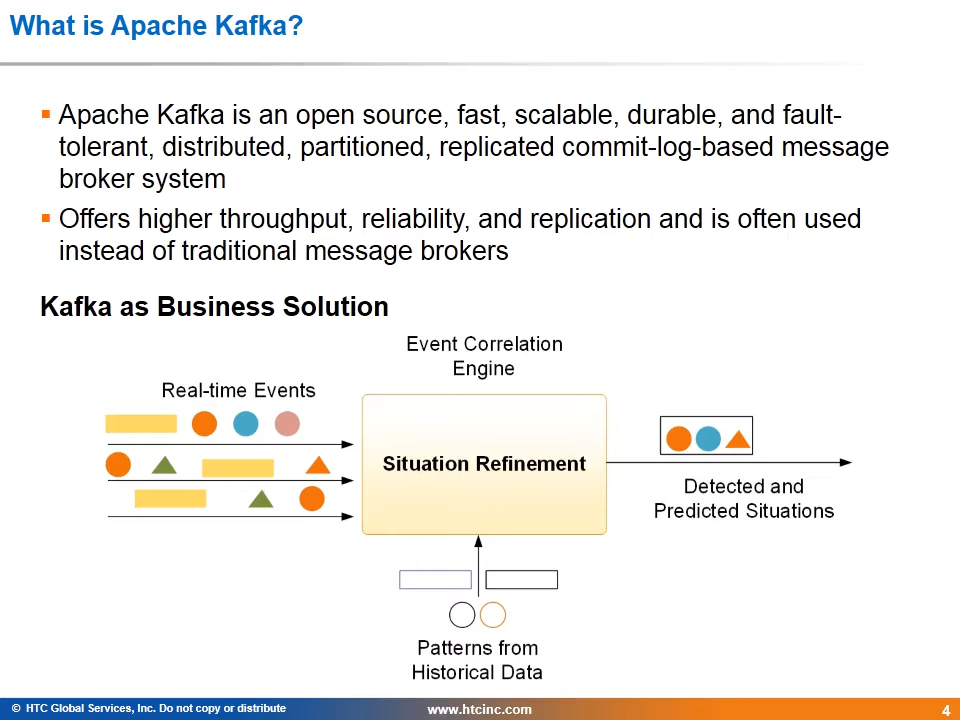 What is Apache Kafka?
Apache Kafka is an open source, fast, scalable, durable, and fault-
tolerant, distributed, partitioned, replicated commit-log-based message
broker system
Offers higher throughput, reliability, and replication and is often used
instead of traditional message brokers
Kafka as Business Solution
Event Correlation
Engine
Real-time Events
Situation Refinement
Detected and
Predicted Situations
Patterns from
Historical Data
© HTC Global Services, Inc. Do not copy or distribute
www.htcinc.com
4